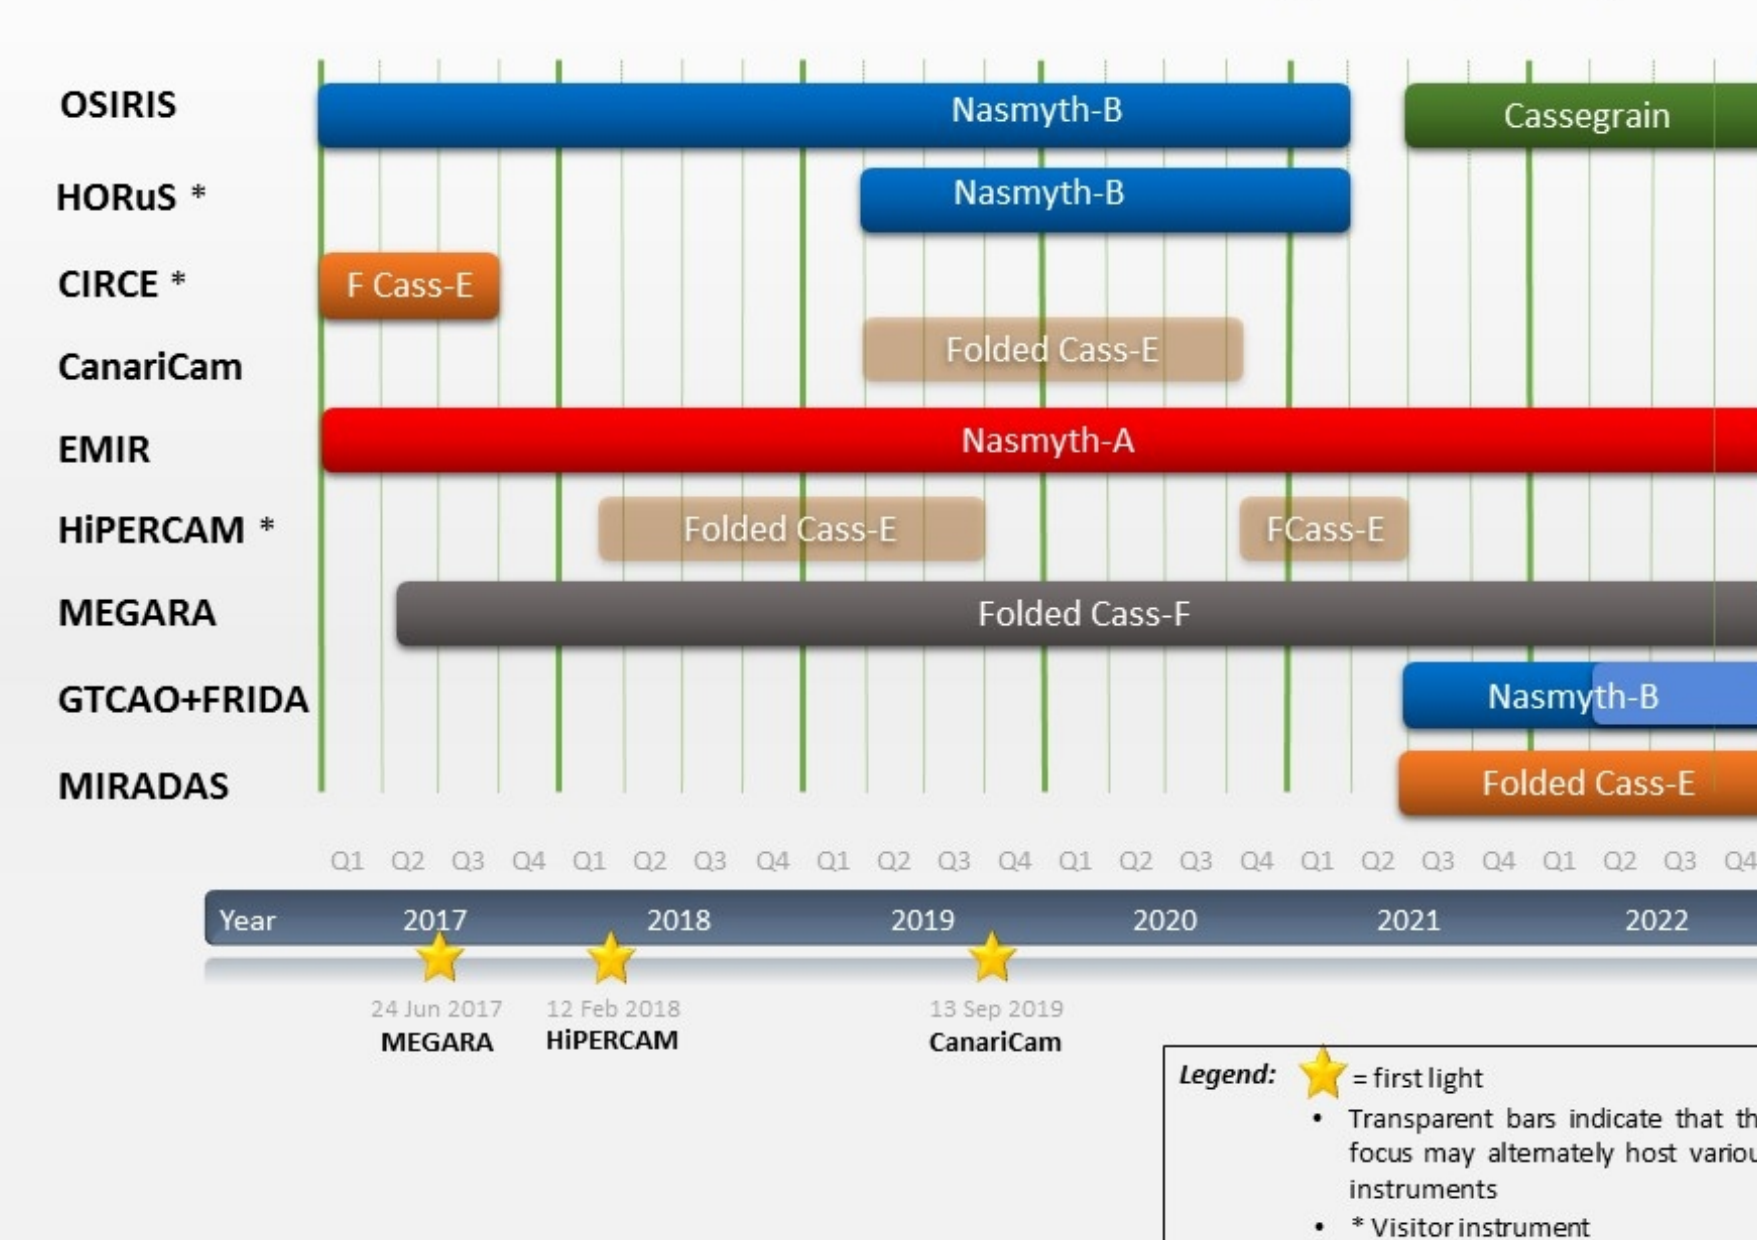 OSIRIS Nasmyth-B Cassegrain
HORuS * Nasmyth-B
CIRCE * F Cass-E
CanariCam Folded Cass-E
EMIR Nasmyth-A
HiPERCAM * Folded Cass-E FCass-E
MEGARA Folded Cass-F
GTCAO+FRIDA Nasmyth-B
MIRADAS Folded Cass-E
Q1 Q2 Q3 Q4 Q1 Q2 Q3 Q4 Q1 Q2 Q3 Q4 Q1 Q2 Q3 Q4 Q1 Q2 Q3 Q4 Q1 Q2 Q3 Q4
Year 2017 2018 2019 2020 2021 2022
24 Jun 2017 12 Feb 2018 13 Sep 2019
MEGARA HiPERCAM CanariCam
Legend: = first light
• Transparent bars indicate that th
focus may alternately host variou
instruments
• * Visitor instrument